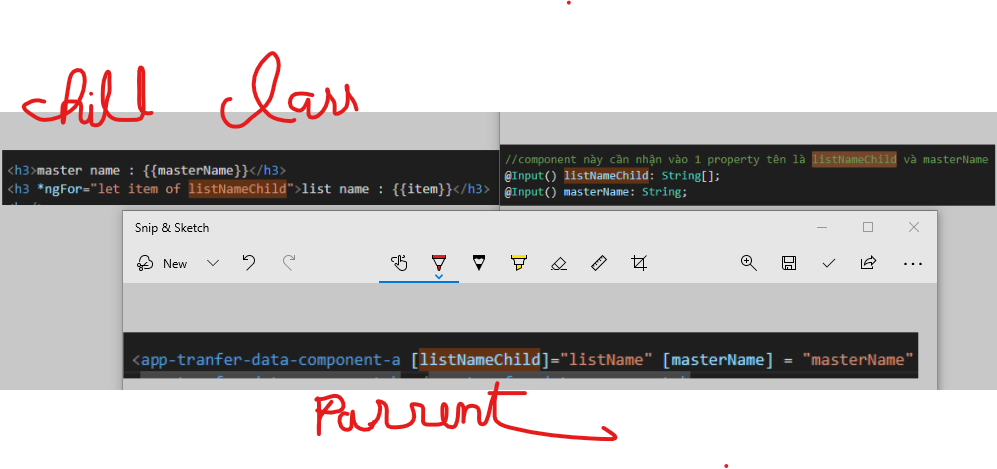 chill class
<h3>master name : {{masterName}}</h3>
<h3 *ngFor="let item of listNameChild">list name : {{item}}</h3>
//component này cần nhận vào 1 property tên là listNameChild và masterName
@Input() listNameChild: String[];
@Input() masterName: String;
Snip & Sketch
New
<app-tranfer-data-component-a [listNameChild]="listName" [masterName] = "masterName"
Parrent